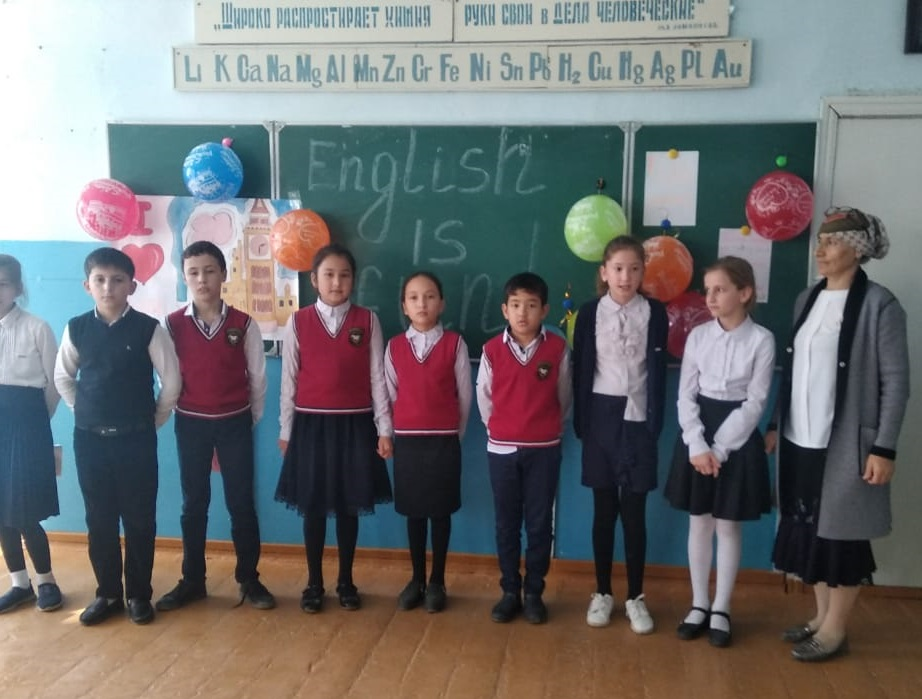 "Широко распростирает химия руки свои в дела человеческие"
Li K Ca Na Mg Al Mn Zn Cr Fe Ni Sn Pb H₂ Cu Hg Ag Pt Au
English
is
fun!
I